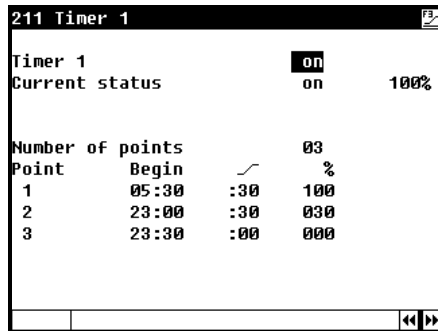 211 Timer 1 F3
Timer 1 on
Current status on 100%
Number of points 03
Point Begin %
1 05:30 :30 100
2 23:00 :30 030
3 23:30 :00 000